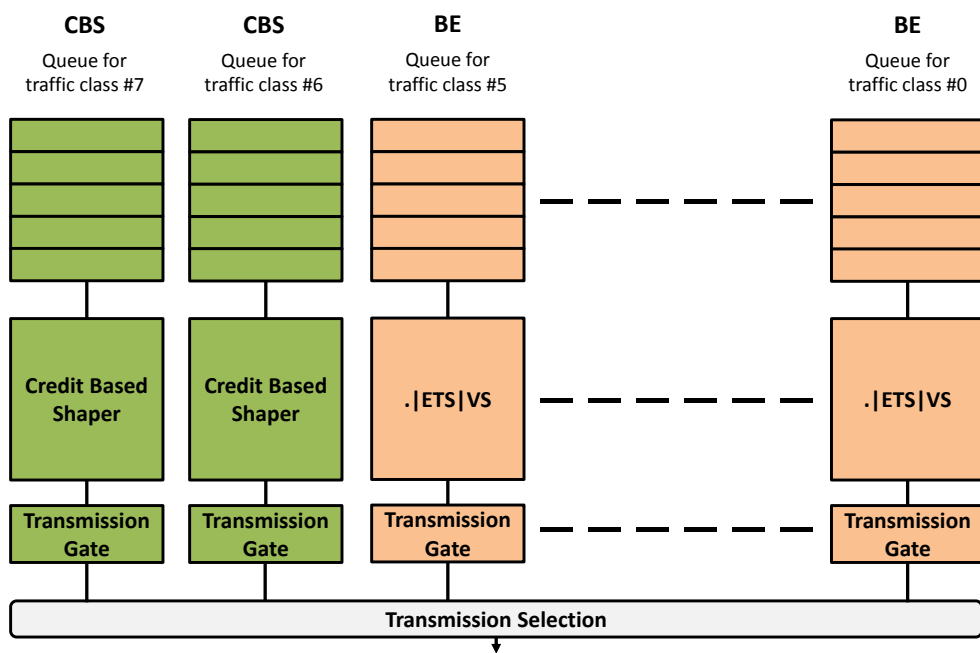 CBS
CBS
BE
BE
Queue for
traffic class #7
Queue for
traffic class #6
Queue for
traffic class #5
Queue for
traffic class #0
Credit Based
Shaper
Credit Based
Shaper
.|ETS|VS
.|ETS|VS
Transmission
Gate
Transmission
Gate
Transmission
Gate
Transmission
Gate
Transmission Selection